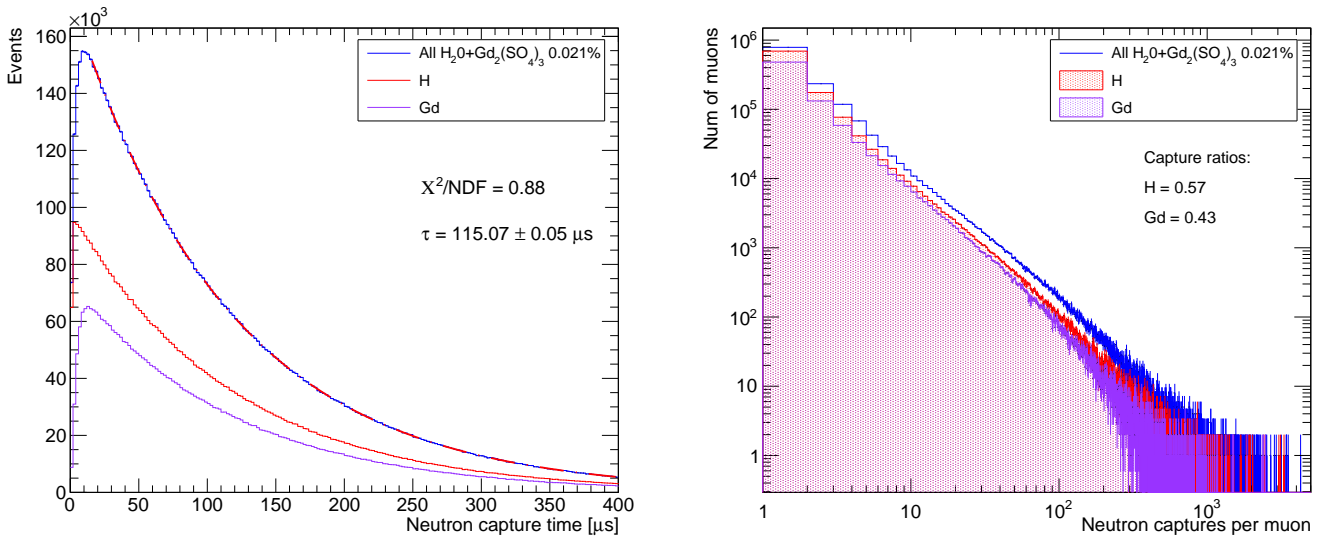 ×10³
Events
160
140
120
100
80
60
40
20
0
All H₂0+Gd₂(SO₄)₃ 0.021%
H
Gd
X²/NDF = 0.88
τ = 115.07 ± 0.05 μs
0 50 100 150 200 250 300 350 400
Neutron capture time [μs]
Num of muons
10⁶
10⁵
10⁴
10³
10²
10
1
All H₂0+Gd₂(SO₄)₃ 0.021%
H
Gd
Capture ratios:
H = 0.57
Gd = 0.43
1 10 10² 10³
Neutron captures per muon